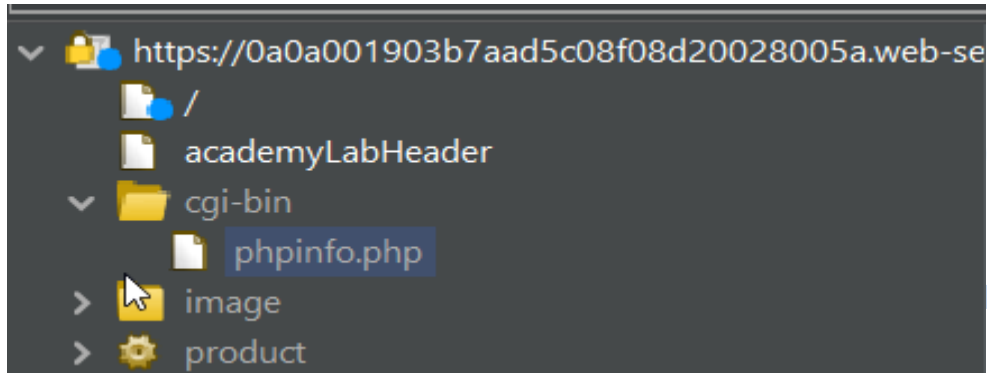 https://0a0a001903b7aad5c08f08d20028005a.web-se
/
academyLabHeader
cgi-bin
phpinfo.php
image
product